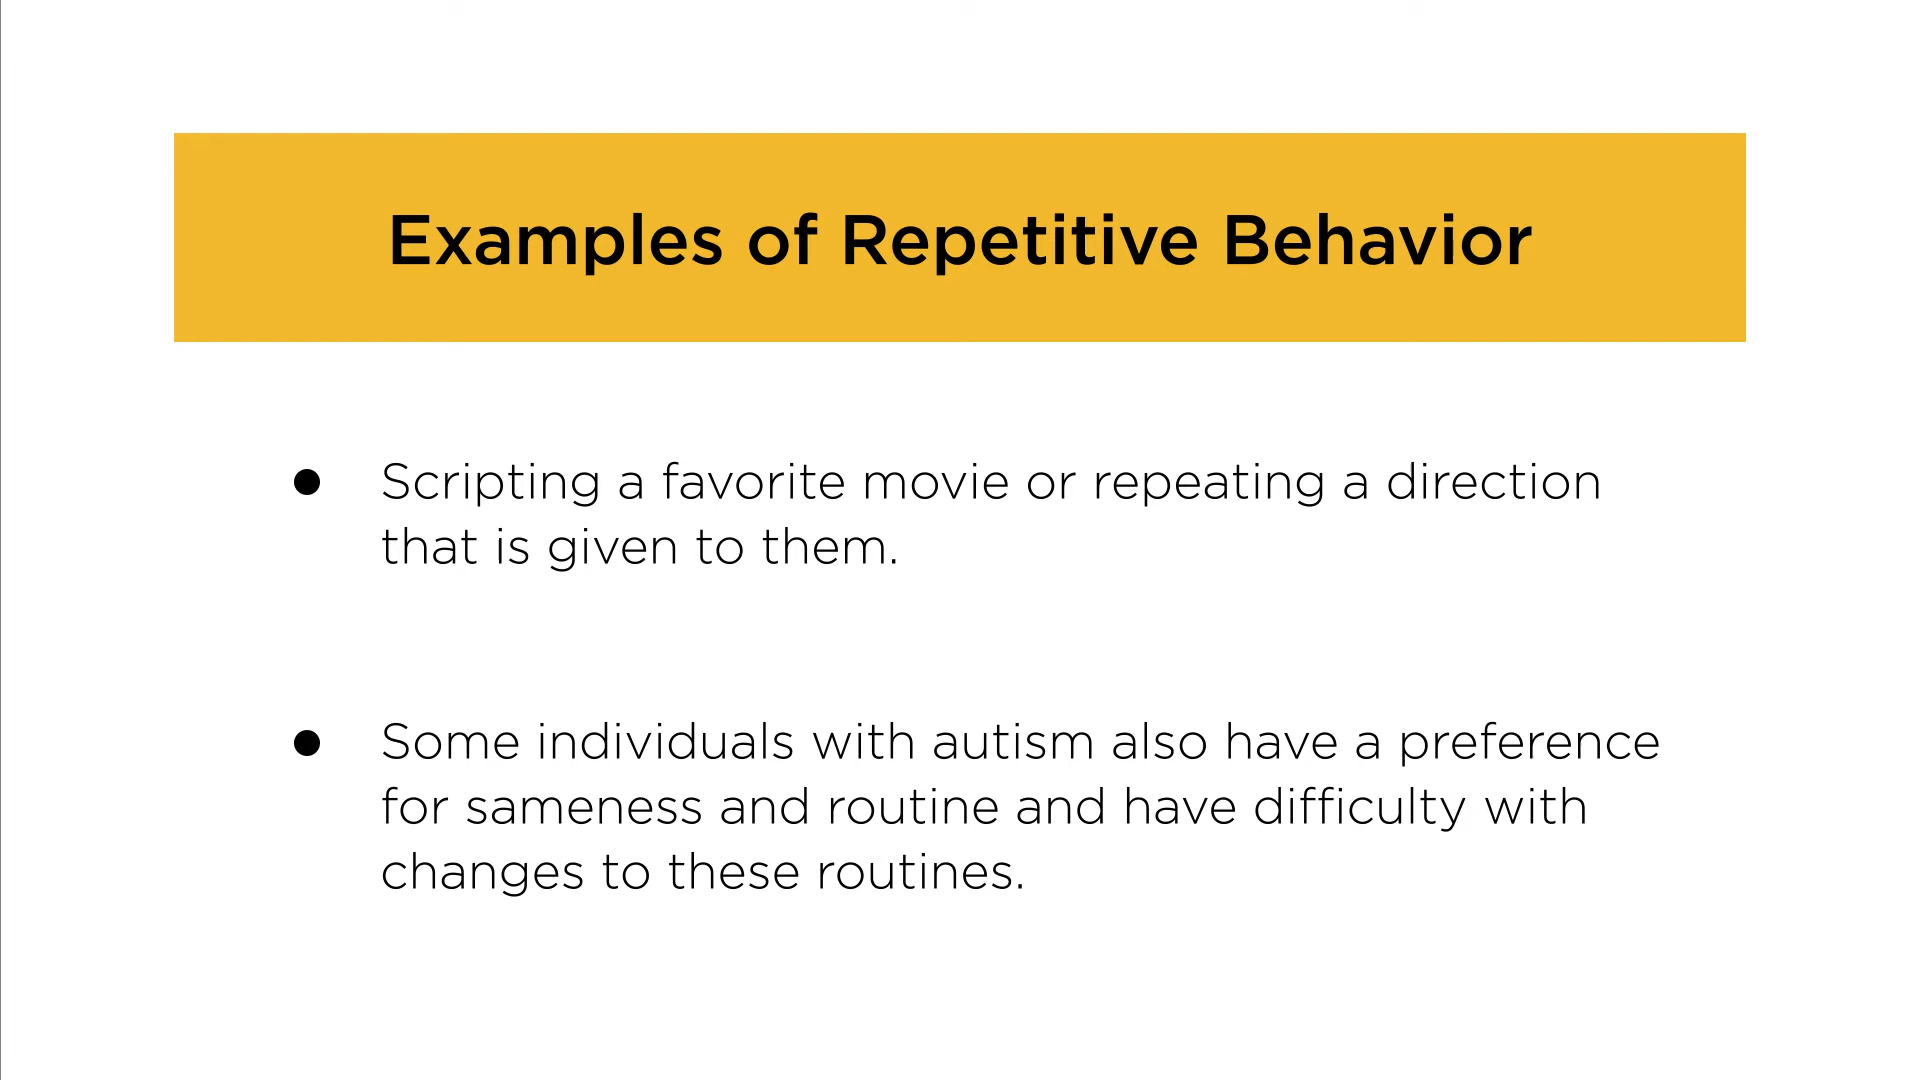 Examples of Repetitive Behavior
● Scripting a favorite movie or repeating a direction
that is given to them.
● Some individuals with autism also have a preference
for sameness and routine and have difficulty with
changes to these routines.